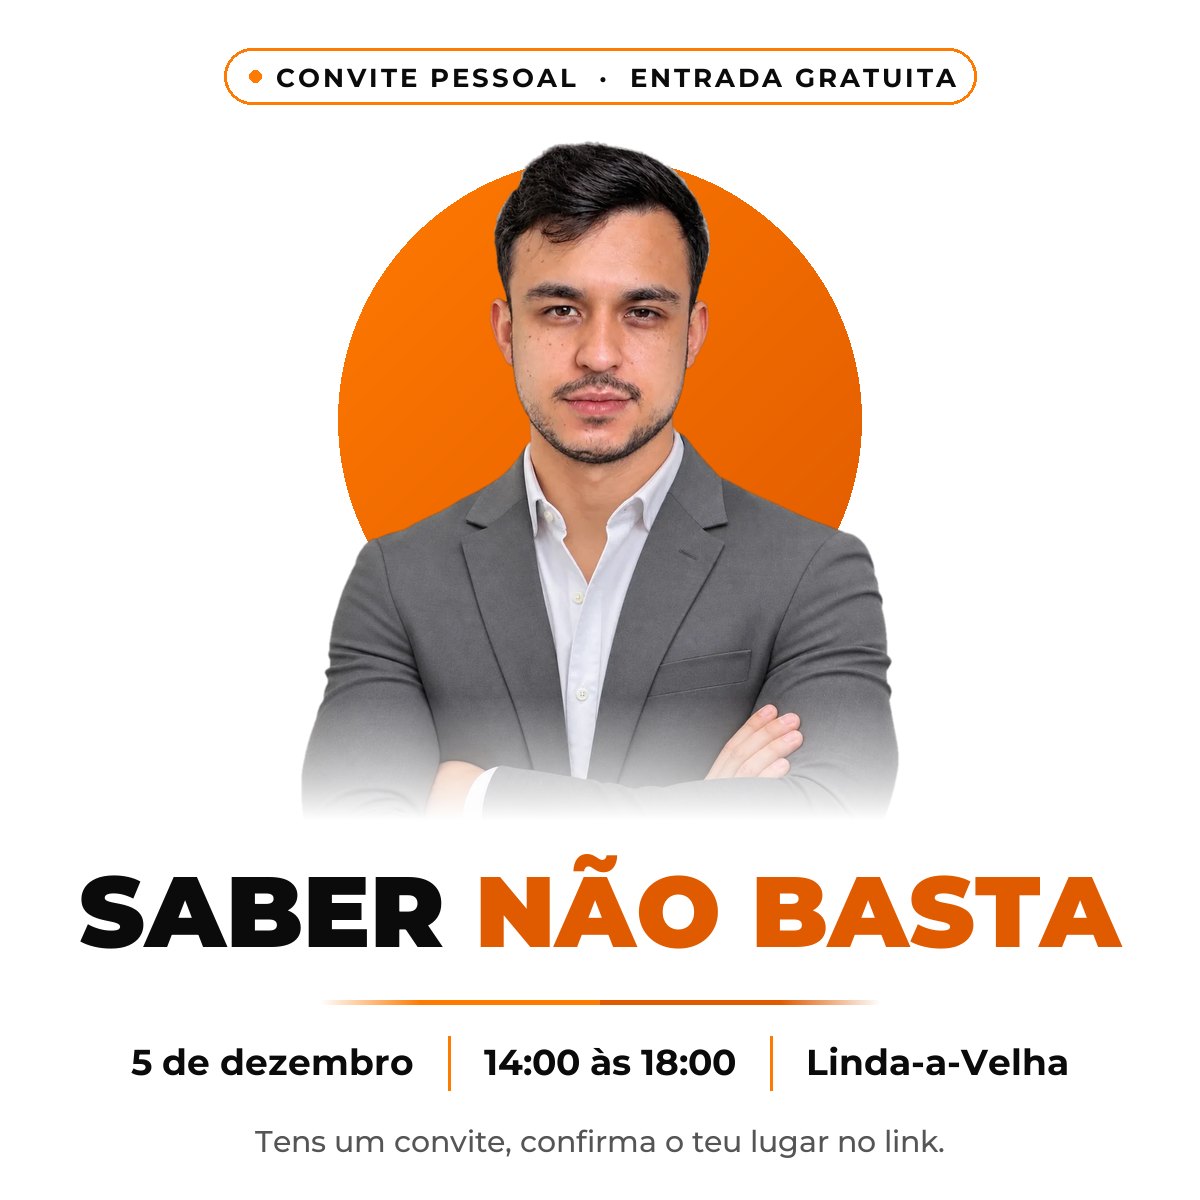 CONVITE PESSOAL · ENTRADA GRATUITA
SABER NÃO BASTA
5 de dezembro
14:00 às 18:00
Linda-a-Velha
Tens um convite, confirma o teu lugar no link.